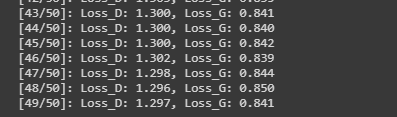 [43/50]: Loss_D: 1.300, Loss_G: 0.841
[44/50]: Loss_D: 1.300, Loss_G: 0.840
[45/50]: Loss_D: 1.300, Loss_G: 0.842
[46/50]: Loss_D: 1.302, Loss_G: 0.839
[47/50]: Loss_D: 1.298, Loss_G: 0.844
[48/50]: Loss_D: 1.296, Loss_G: 0.850
[49/50]: Loss_D: 1.297, Loss_G: 0.841